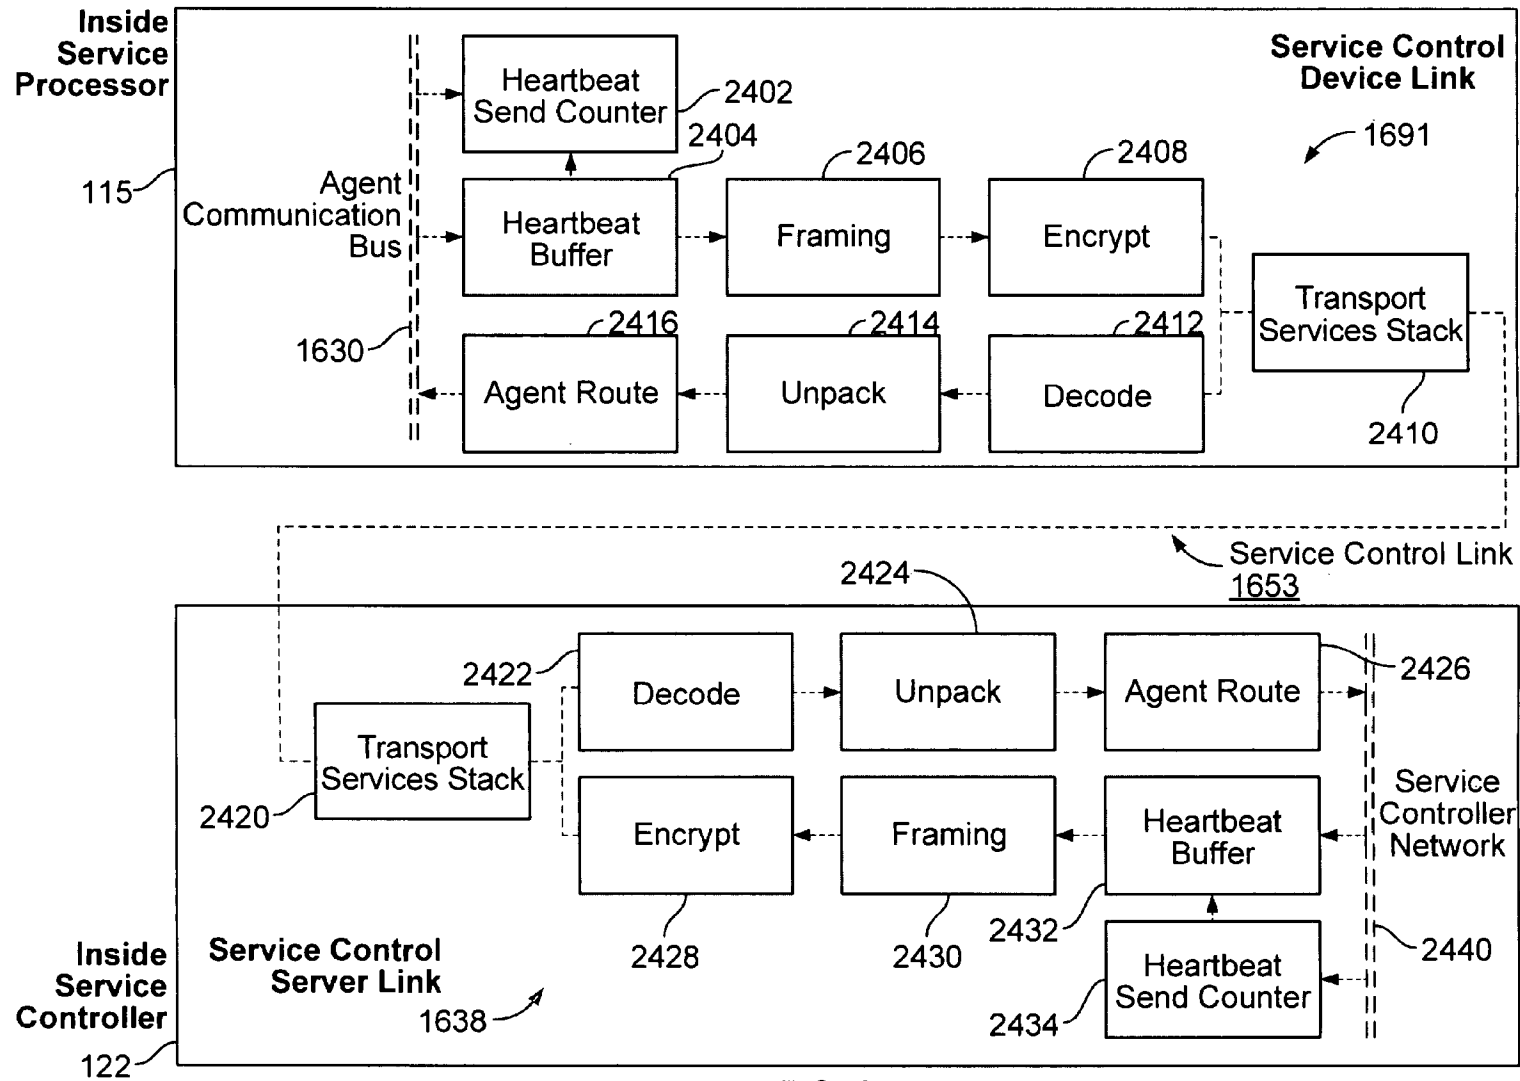 Inside
Service
Processor
Service Control
Device Link
Heartbeat
Send Counter
2402
2404
2406
2408
1691
115
Agent
Communication
Bus
Heartbeat
Buffer
Framing
Encrypt
Transport
Services Stack
2416
2414
2412
1630
Agent Route
Unpack
Decode
2410
Service Control Link
1653
2424
2422
Decode
Unpack
Agent Route
2426
Transport
Services Stack
2420
Encrypt
Framing
Heartbeat
Buffer
Service
Controller
Network
2428
2430
2432
2440
Inside
Service
Controller
Service Control
Server Link
1638
Heartbeat
Send Counter
2434
122